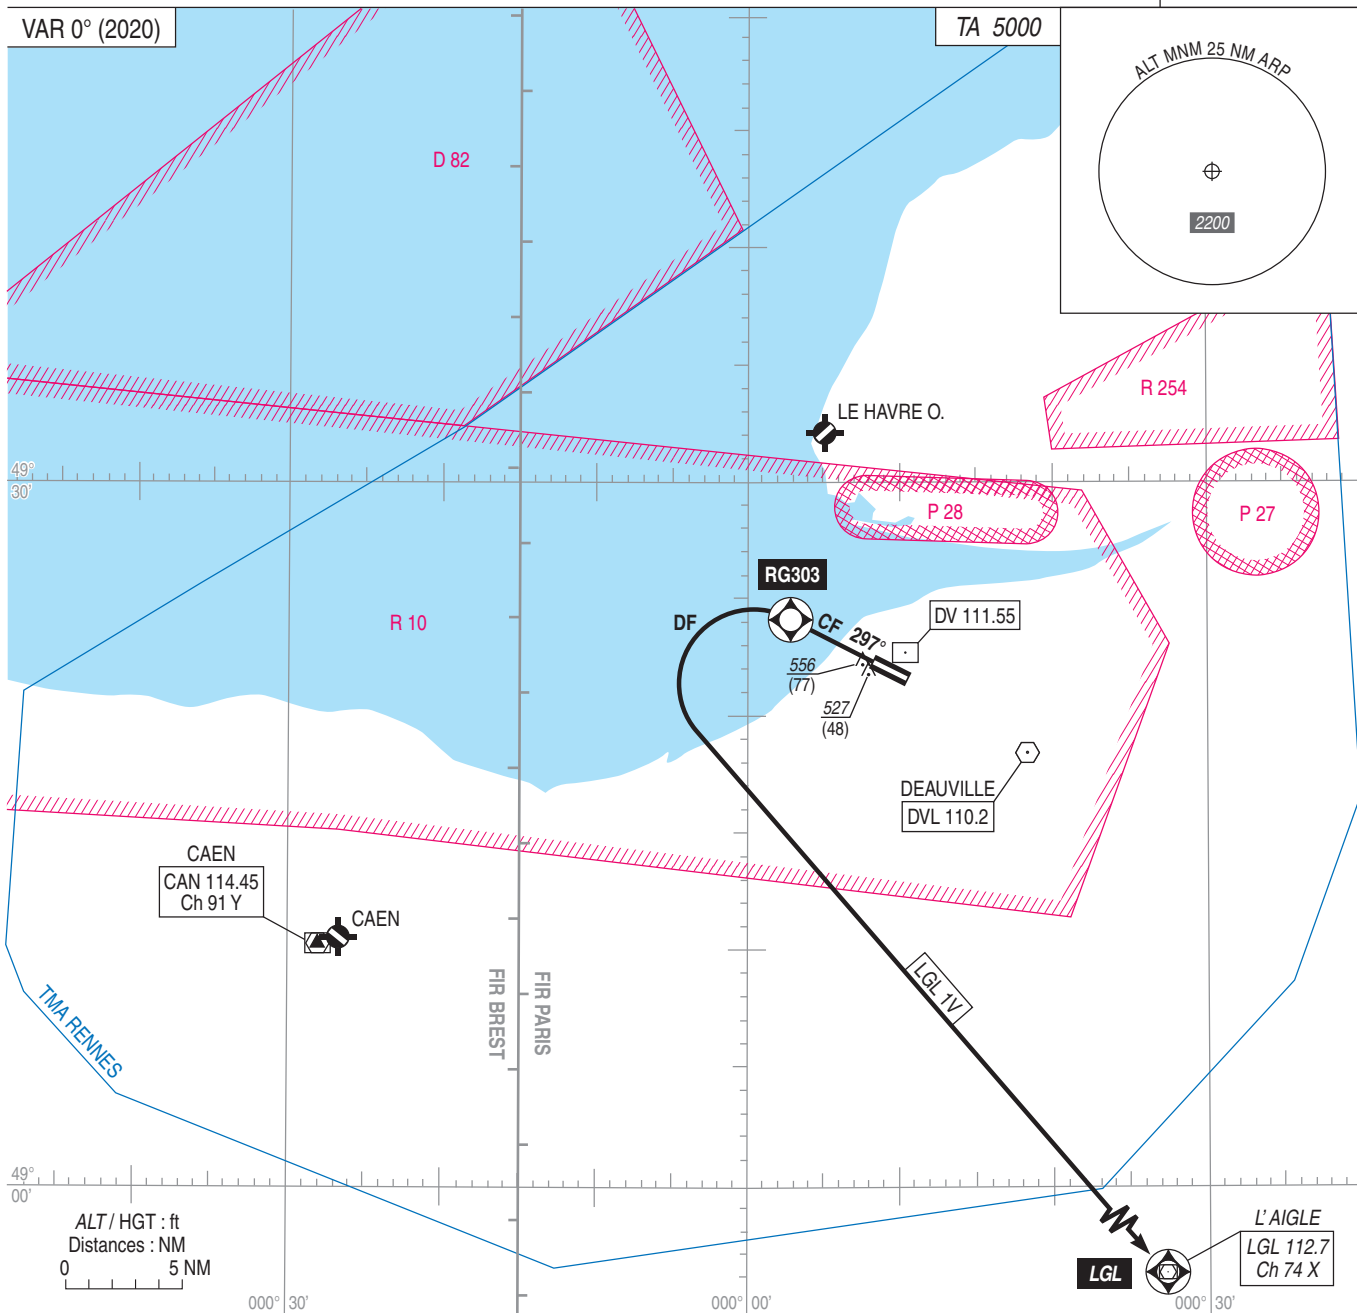 VAR 0° (2020)
TA 5000
ALT MNM 25 NM ARP
2200
D 82
R 254
LE HAVRE O.
49°
30'
P 28
P 27
RG303
R 10
DF
CF
297°
DV 111.55
556
(77)
527
(48)
DEAUVILLE
DVL 110.2
CAEN
CAN 114.45
Ch 91 Y
CAEN
FIR BREST
FIR PARIS
LGL 1V
TMA RENNES
49°
00'
ALT / HGT : ft
Distances : NM
0 5 NM
L' AIGLE
LGL 112.7
Ch 74 X
LGL
000° 30'
000° 00'
000° 30'